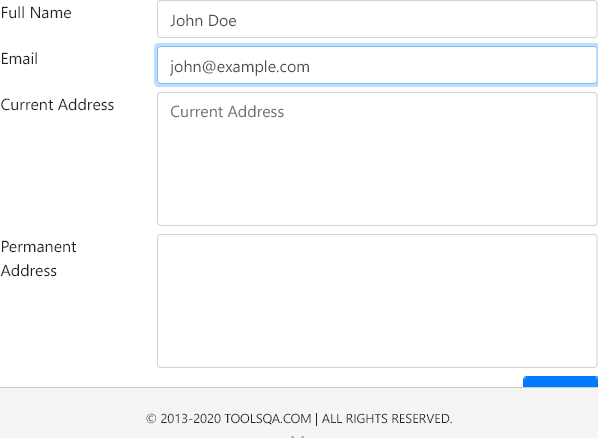 Full Name
John Doe
Email
john@example.com
Current Address
Current Address
Permanent
Address
© 2013-2020 TOOLSQA.COM | ALL RIGHTS RESERVED.